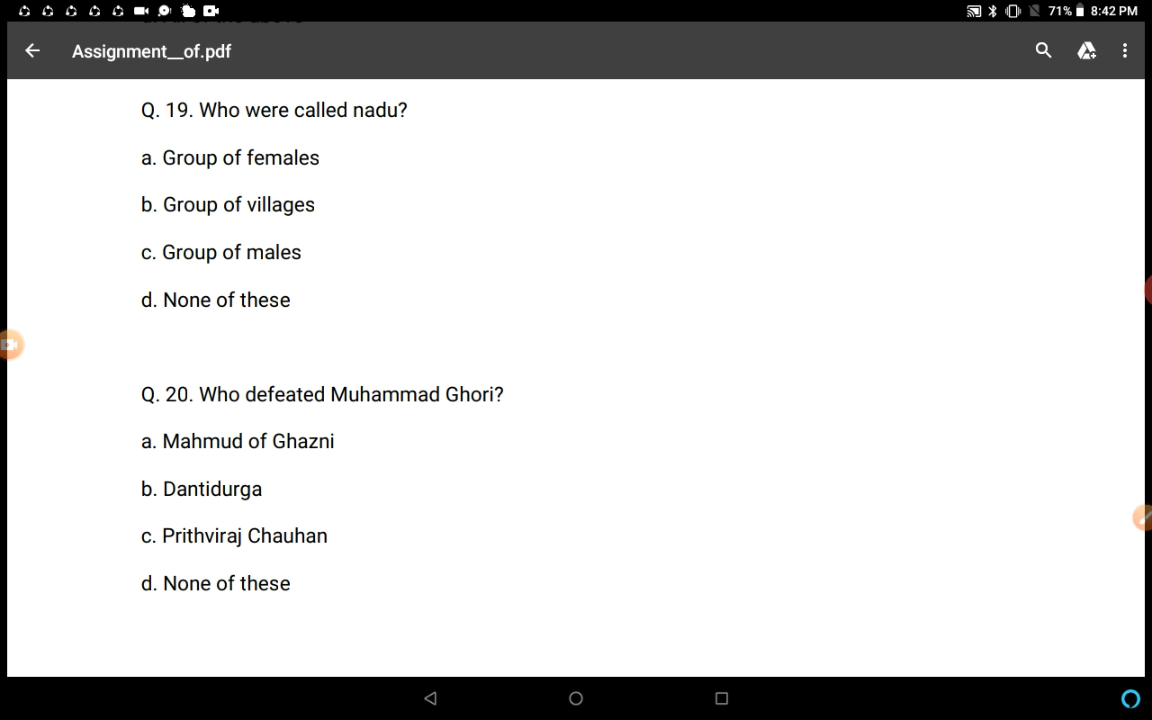 71% 8:42 PM
Assignment__of.pdf
Q. 19. Who were called nadu?
a. Group of females
b. Group of villages
c. Group of males
d. None of these
Q. 20. Who defeated Muhammad Ghori?
a. Mahmud of Ghazni
b. Dantidurga
c. Prithviraj Chauhan
d. None of these